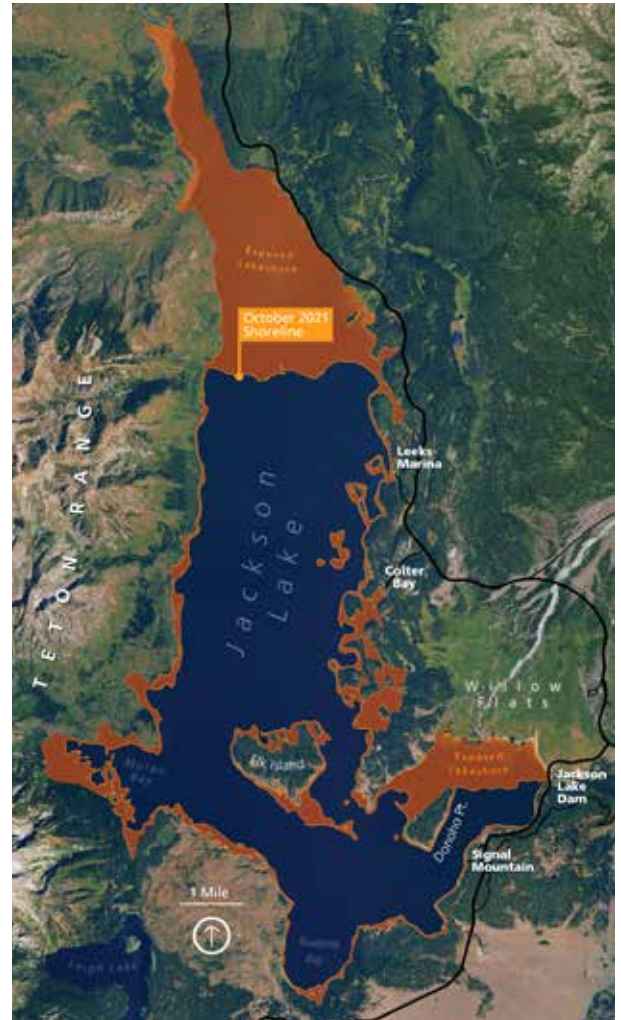 Exposed
Lakeshore
October 2021
Shoreline
TETON RANGE
Leeks
Marina
Jackson
Lake
Colter
Bay
Willow
Flats
Exposed
Lakeshore
Moran
Bay
Elk Island
Jackson
Lake
Dam
Donoho Pt.
Signal
Mountain
1 Mile
Bay
Leigh Lake